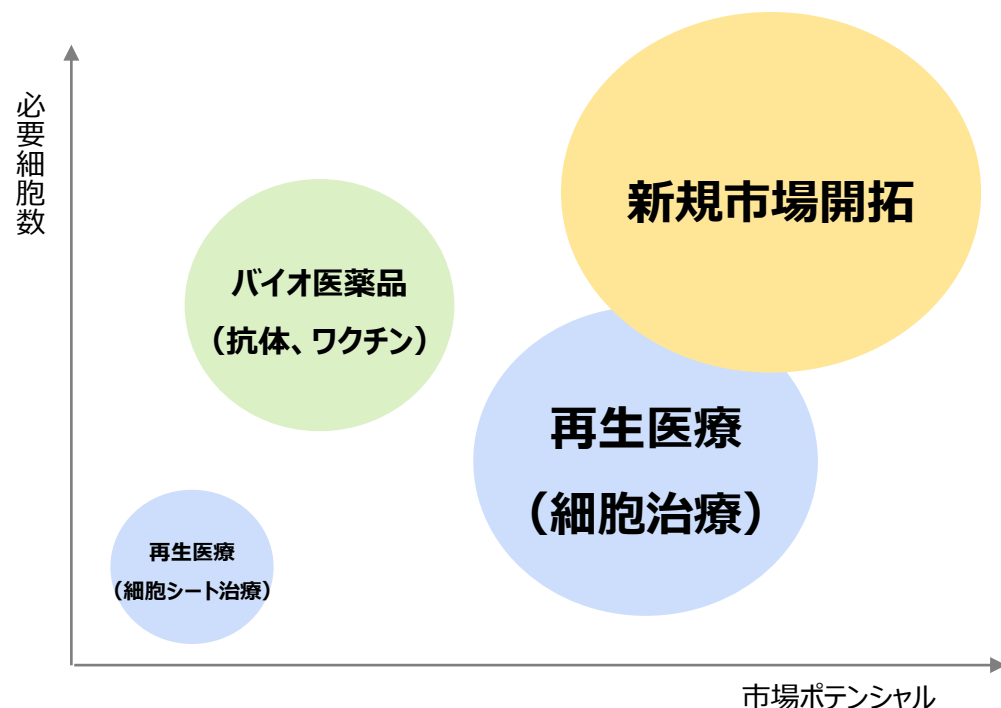 必要細胞数
新規市場開拓
バイオ医薬品
（抗体、ワクチン）
再生医療
（細胞治療）
再生医療
（細胞シート治療）
市場ポテンシャル